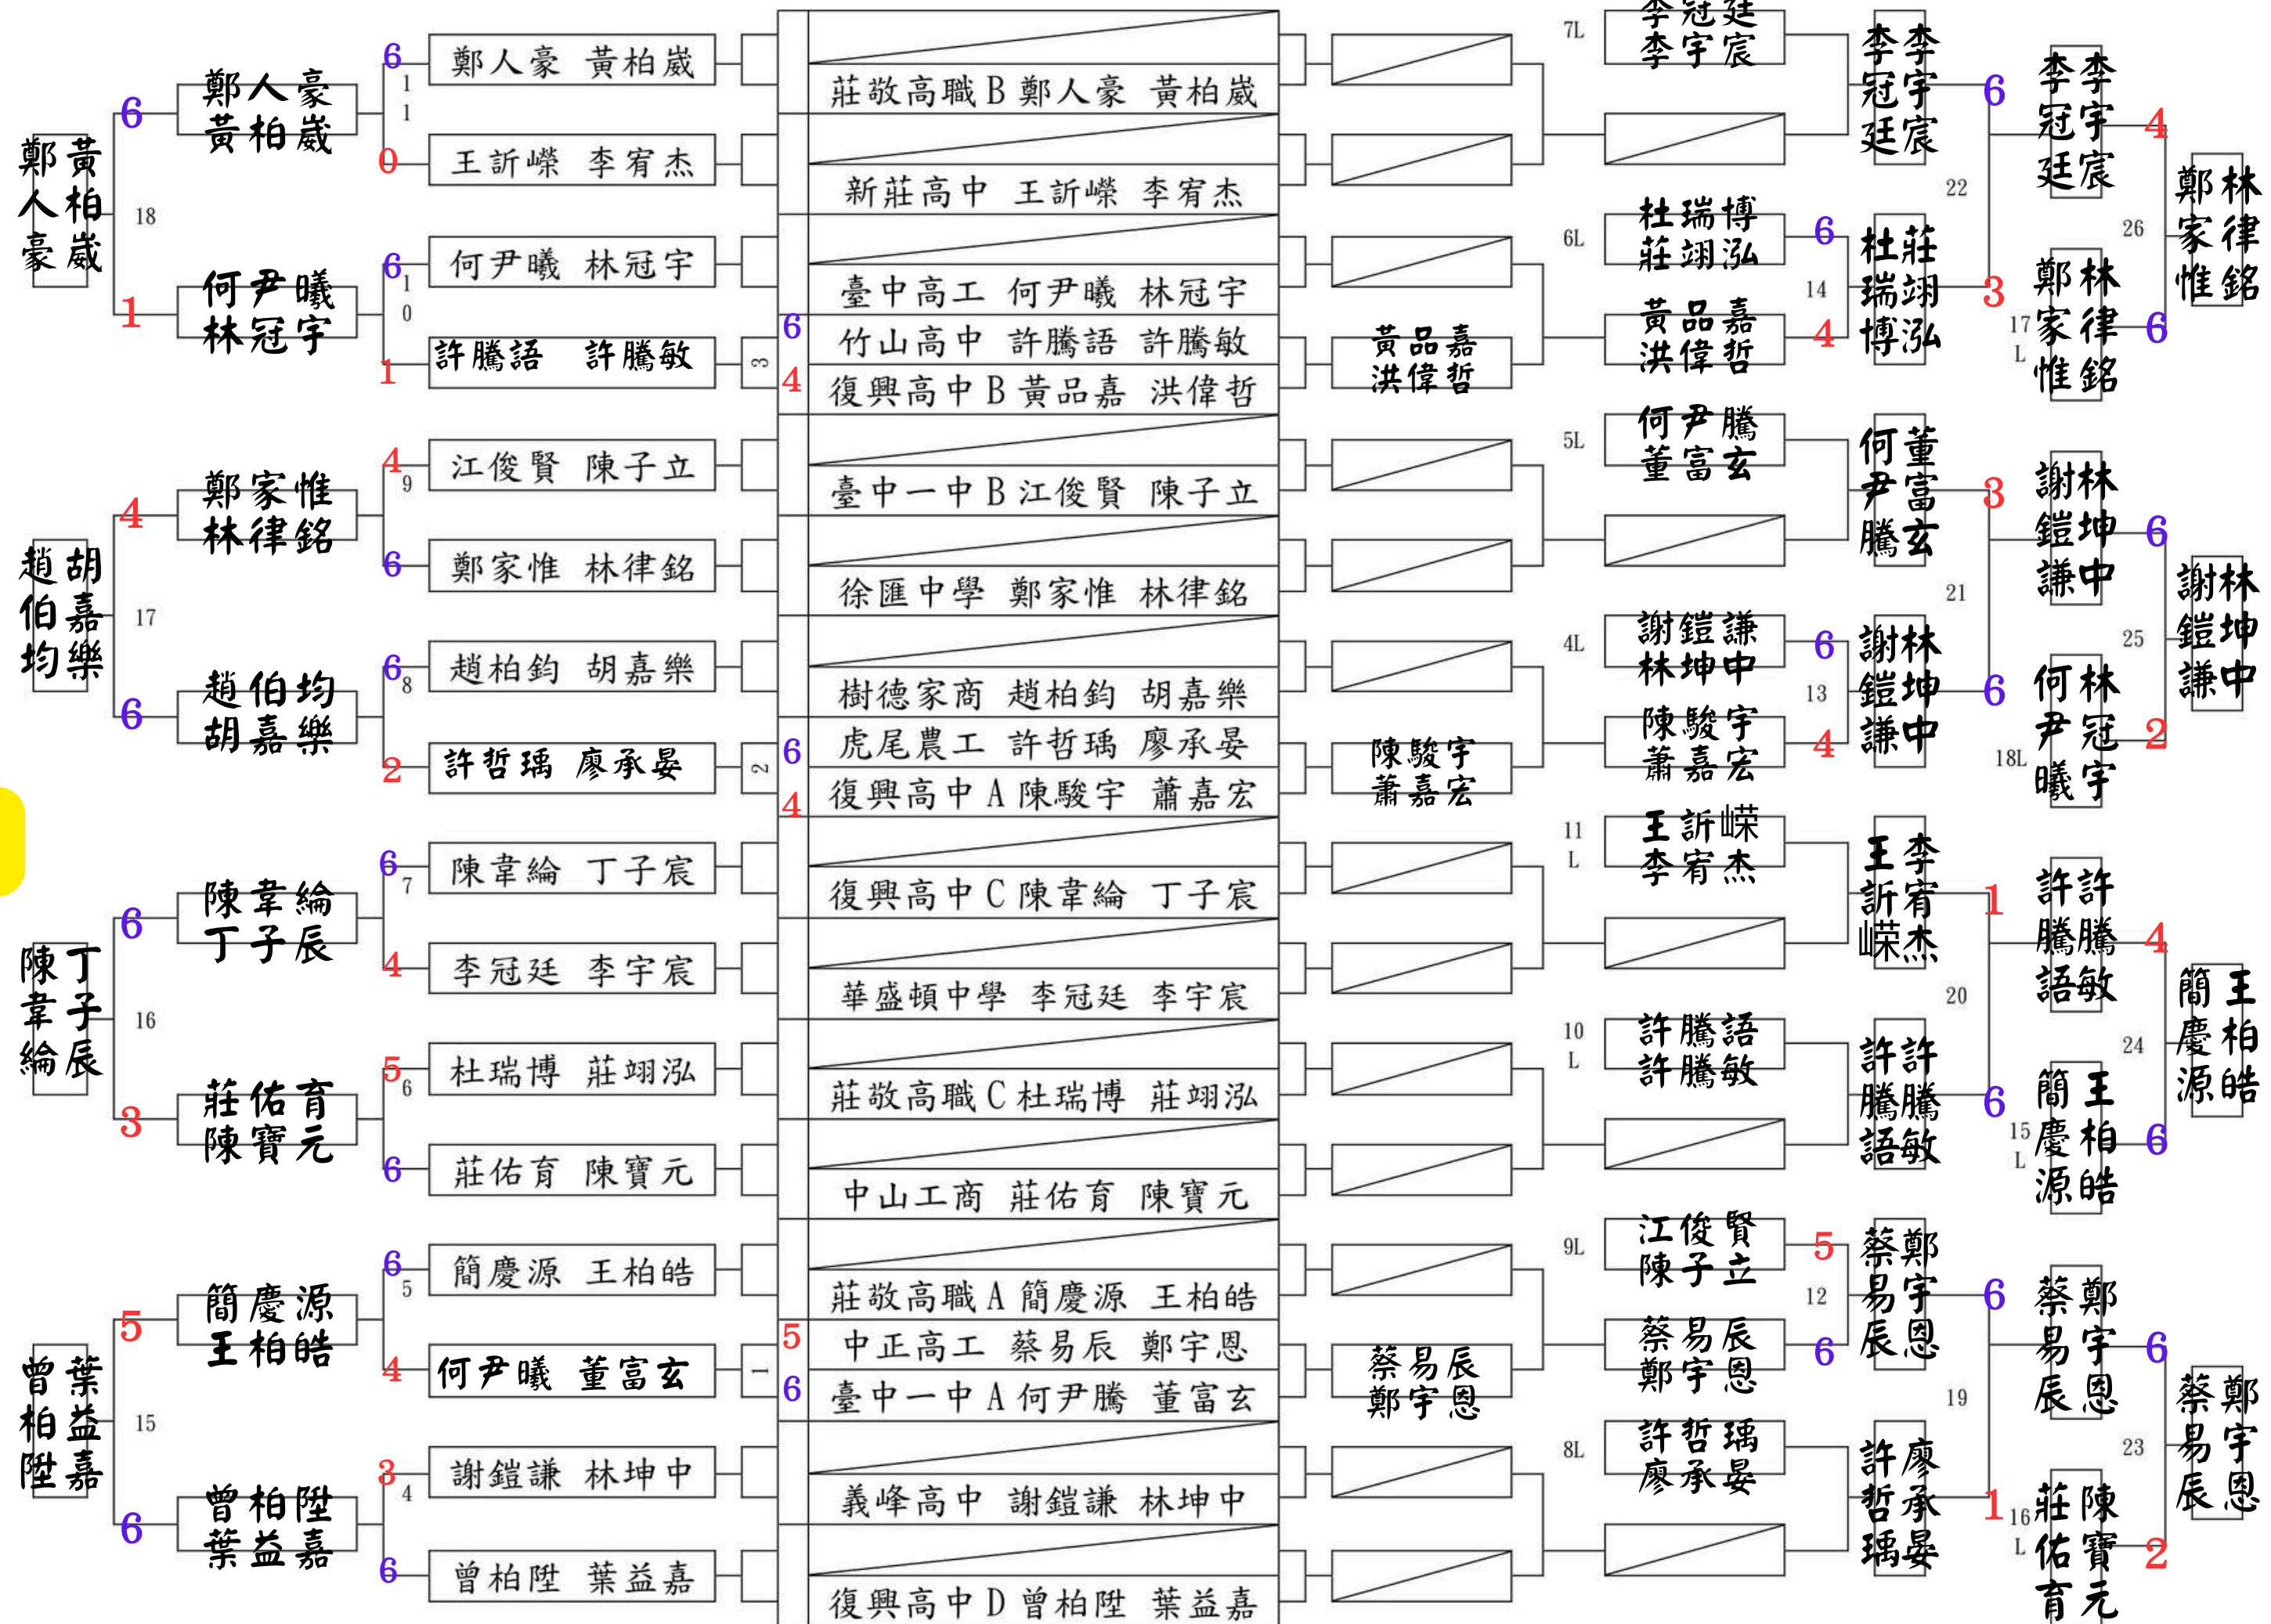 鄭人豪
黃柏崴
18
趙伯均
胡嘉樂
17
陳韋綸
丁子辰
16
曾柏陞
葉益嘉
15
6
鄭人豪
黃柏崴
1
何尹曦
林冠宇
4
鄭家惟
林律銘
6
趙伯均
胡嘉樂
6
陳韋綸
丁子辰
3
莊佑育
陳寶元
5
簡慶源
王柏皓
6
曾柏陞
葉益嘉
6
1
1
0
鄭人豪 黃柏崴
王訢嶸 李宥杰
6
1
0
1
何尹曦 林冠宇
許騰語 許騰敏
3
4
9
6
江俊賢 陳子立
鄭家惟 林律銘
6
8
2
趙柏鈞 胡嘉樂
許哲瑀 廖承晏
2
6
7
4
陳韋綸 丁子宸
李冠廷 李宇宸
5
6
6
杜瑞博 莊翊泓
莊佑育 陳寶元
6
5
4
簡慶源 王柏皓
何尹曦 董富玄
1
3
4
6
謝鎧謙 林坤中
曾柏陞 葉益嘉
莊敬高職 B 鄭人豪 黃柏崴
新莊高中 王訢嶸 李宥杰
臺中高工 何尹曦 林冠宇
6
竹山高中 許騰語 許騰敏
4
復興高中 B 黃品嘉 洪偉哲
臺中一中 B 江俊賢 陳子立
徐匯中學 鄭家惟 林律銘
樹德家商 趙柏鈞 胡嘉樂
6
虎尾農工 許哲瑀 廖承晏
4
復興高中 A 陳駿宇 蕭嘉宏
復興高中 C 陳韋綸 丁子宸
華盛頓中學 李冠廷 李宇宸
莊敬高職 C 杜瑞博 莊翊泓
中山工商 莊佑育 陳寶元
莊敬高職 A 簡慶源 王柏皓
5
中正高工 蔡易辰 鄭宇恩
6
臺中一中 A 何尹騰 董富玄
義峰高中 謝鎧謙 林坤中
復興高中 D 曾柏陞 葉益嘉
黃品嘉
洪偉哲
陳駿宇
蕭嘉宏
蔡易辰
鄭宇恩
7L
李冠廷
李宇宸
6L
杜瑞博
莊翊泓
6
14
黃品嘉
洪偉哲
4
5L
何尹騰
董富玄
4L
謝鎧謙
林坤中
6
13
陳駿宇
蕭嘉宏
4
11
L
王訢嶸
李宥杰
10
L
許騰語
許騰敏
9L
江俊賢
陳子立
5
12
蔡易辰
鄭宇恩
6
8L
許哲瑀
廖承晏
李冠廷
李宇宸
6
22
杜瑞博
莊翊泓
3
何尹騰
董富玄
3
21
謝鎧謙
林坤中
6
王訢嶸
李宥杰
1
20
許騰語
許騰敏
6
蔡易辰
鄭宇恩
6
19
許哲瑀
廖承晏
1
李冠廷
李宇宸
4
26
17
L
鄭家惟
林律銘
6
謝鎧謙
林坤中
6
25
18L
何尹曦
林冠宇
2
許騰語
許騰敏
4
24
15
L
簡慶源
王柏皓
6
蔡易辰
鄭宇恩
6
23
16
L
莊佑育
陳寶元
2
鄭家惟
林律銘
謝鎧謙
林坤中
簡慶源
王柏皓
蔡易辰
鄭宇恩